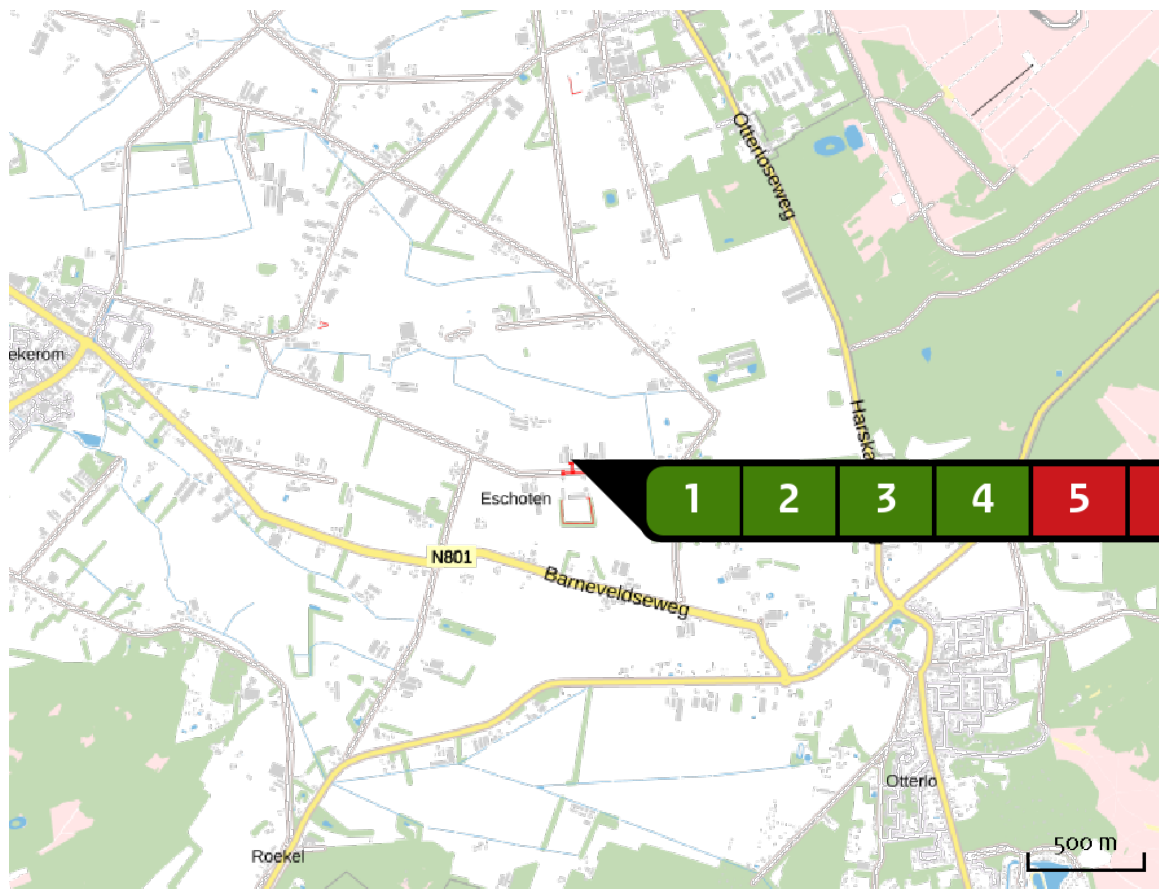 Otterloseweg
ekerom
Harska
Eschoten
1 2 3 4 5
N801
Barneveldseweg
Otterlo
500 m
Roekel